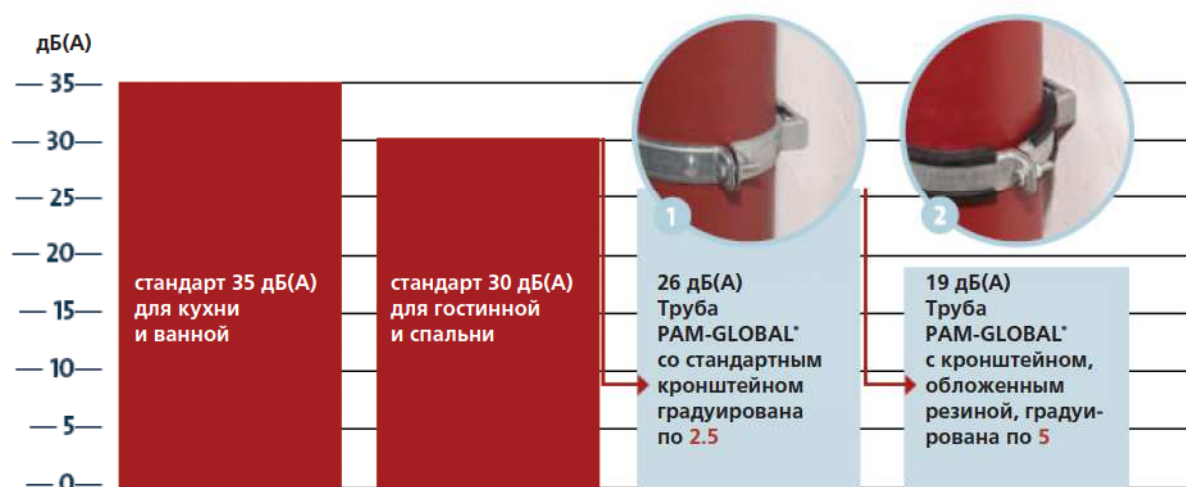 дБ(А)
— 35—
— 30—
— 25—
— 20—
— 15—
— 10—
— 5—
— 0—
стандарт 35 дБ(А)
для кухни
и ванной
стандарт 30 дБ(А)
для гостинной
и спальни
1
26 дБ(А)
Труба
PAM-GLOBAL*
со стандартным
кронштейном
градуирована
по 2.5
2
19 дБ(А)
Труба
PAM-GLOBAL*
с кронштейном,
обложенным
резиной, градуи-
рована по 5